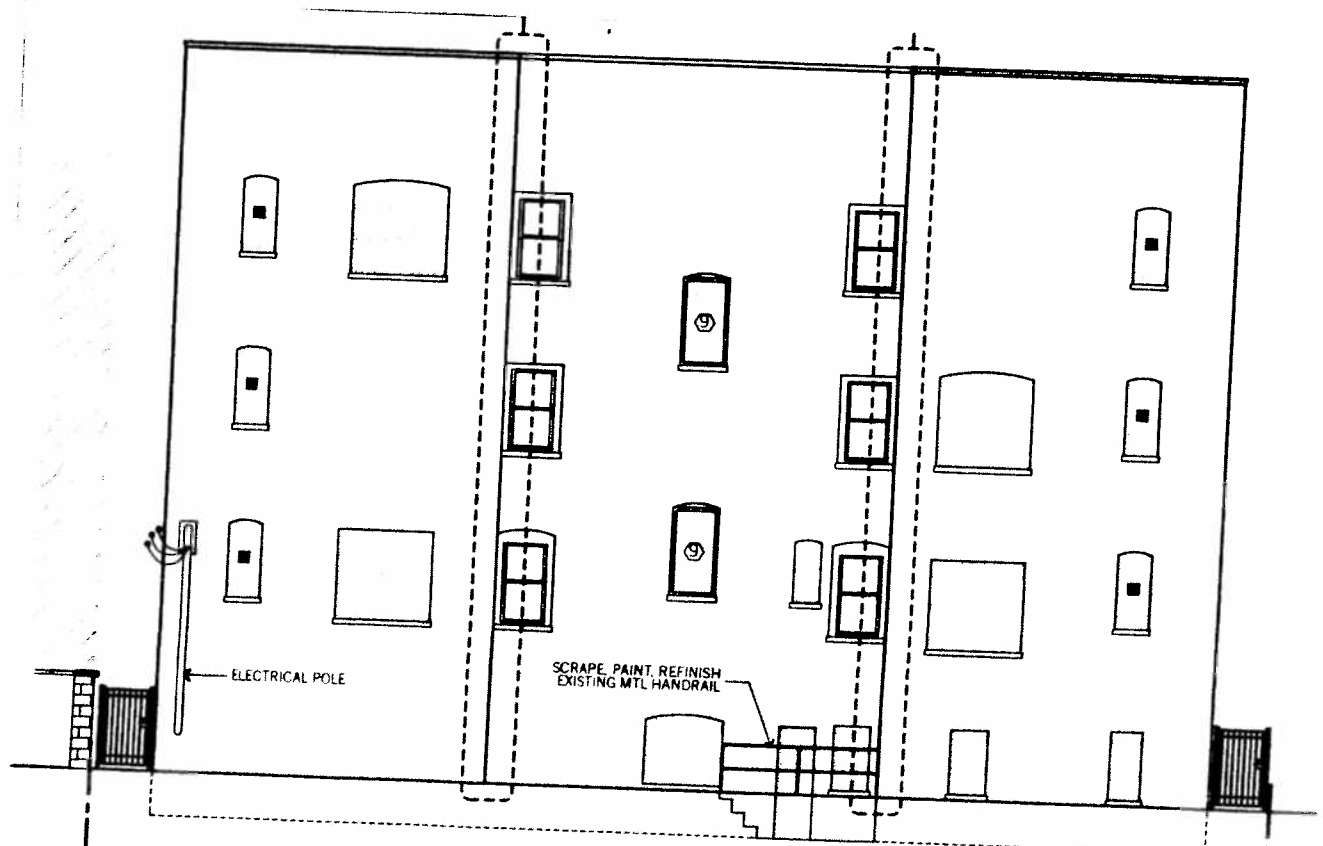 9
9
ELECTRICAL POLE
SCRAPE, PAINT, REFINISH
EXISTING MTL HANDRAIL